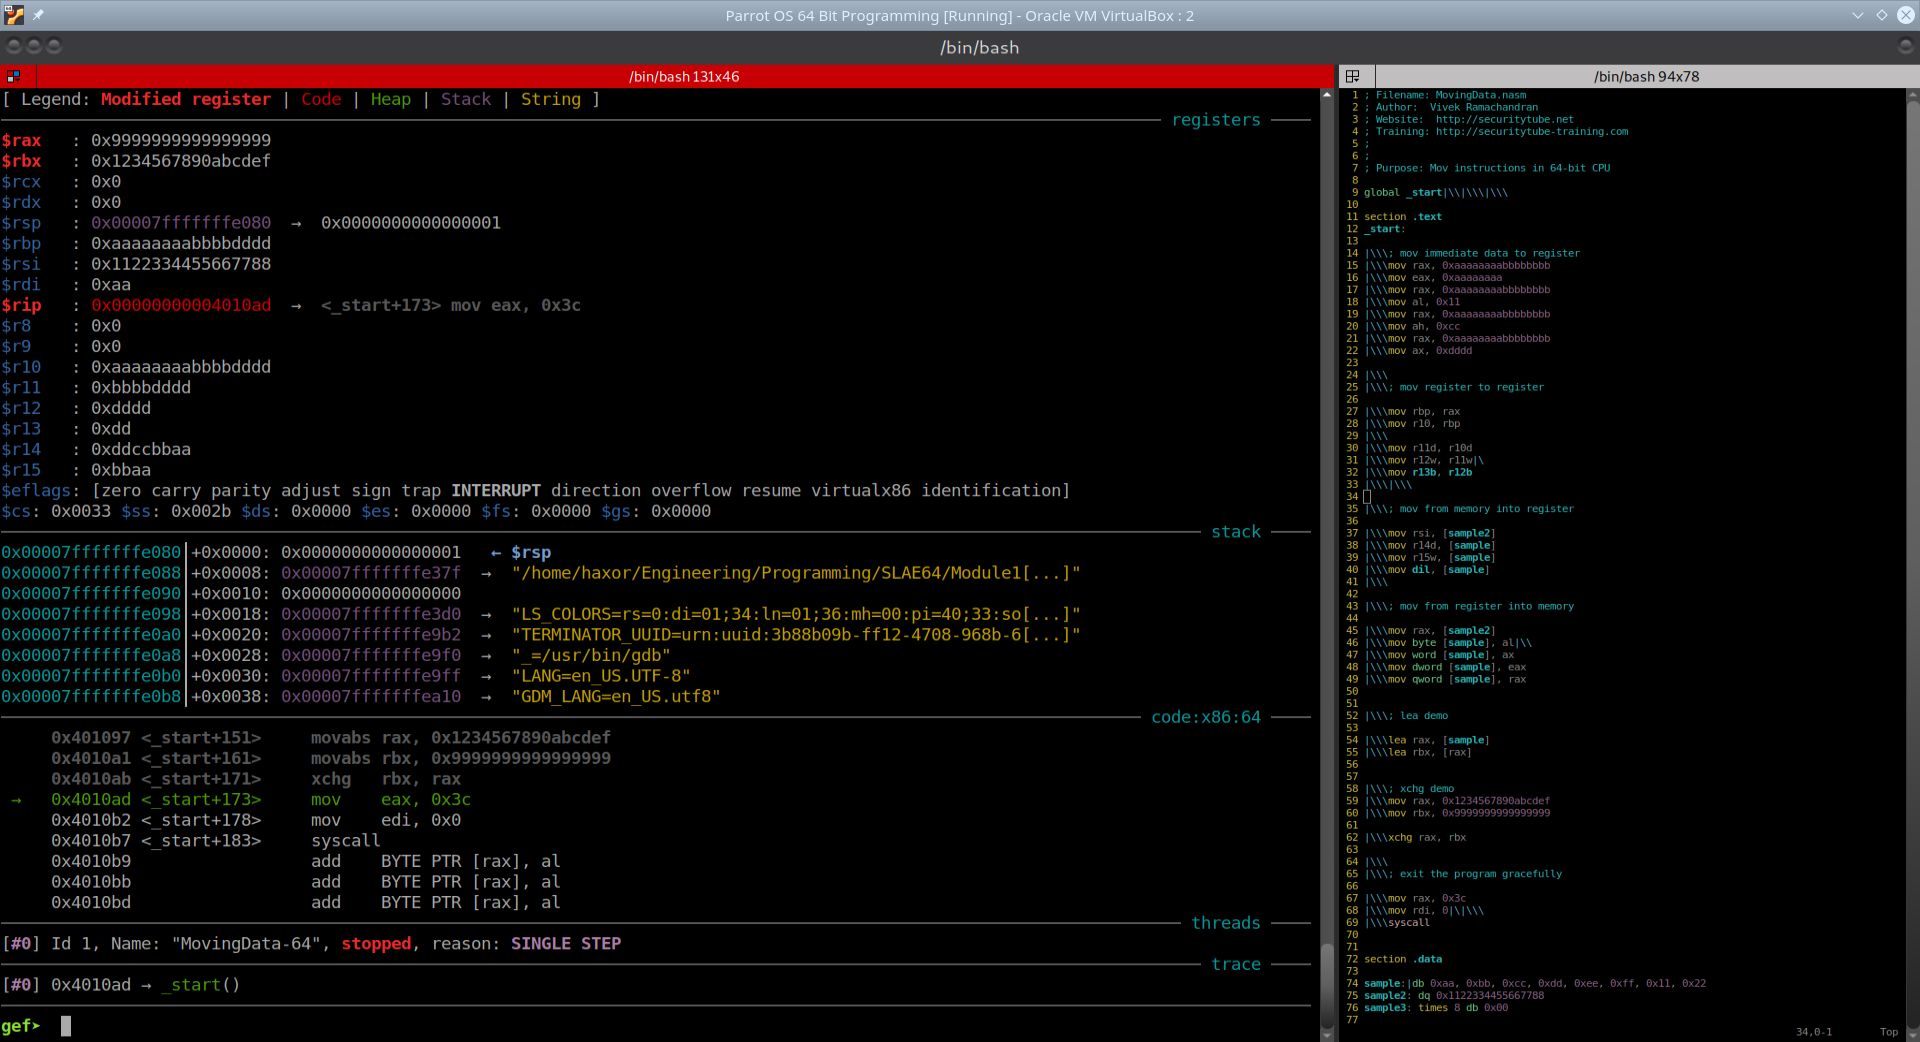 Parrot OS 64 Bit Programming [Running] - Oracle VM VirtualBox : 2
/bin/bash
/bin/bash 131x46
[ Legend: Modified register | Code | Heap | Stack | String ]
registers
$rax   : 0x9999999999999999
$rbx   : 0x1234567890abcdef
$rcx   : 0x0
$rdx   : 0x0
$rsp   : 0x00007fffffffe080  →  0x0000000000000001
$rbp   : 0xaaaaaaaabbbbdddd
$rsi   : 0x1122334455667788
$rdi   : 0xaa
$rip   : 0x00000000004010ad  →  <_start+173> mov eax, 0x3c
$r8    : 0x0
$r9    : 0x0
$r10   : 0xaaaaaaaabbbbdddd
$r11   : 0xbbbbdddd
$r12   : 0xdddd
$r13   : 0xdd
$r14   : 0xddccbbaa
$r15   : 0xbbaa
$eflags: [zero carry parity adjust sign trap INTERRUPT direction overflow resume virtualx86 identification]
$cs: 0x0033 $ss: 0x002b $ds: 0x0000 $es: 0x0000 $fs: 0x0000 $gs: 0x0000
stack
0x00007fffffffe080│+0x0000: 0x0000000000000001   ← $rsp
0x00007fffffffe088│+0x0008: 0x00007fffffffe37f  →  "/home/haxor/Engineering/Programming/SLAE64/Module1[...]"
0x00007fffffffe090│+0x0010: 0x0000000000000000
0x00007fffffffe098│+0x0018: 0x00007fffffffe3d0  →  "LS_COLORS=rs=0:di=01;34:ln=01;36:mh=00:pi=40;33:so[...]"
0x00007fffffffe0a0│+0x0020: 0x00007fffffffe9b2  →  "TERMINATOR_UUID=urn:uuid:3b88b09b-ff12-4708-968b-6[...]"
0x00007fffffffe0a8│+0x0028: 0x00007fffffffe9f0  →  "_=/usr/bin/gdb"
0x00007fffffffe0b0│+0x0030: 0x00007fffffffe9ff  →  "LANG=en_US.UTF-8"
0x00007fffffffe0b8│+0x0038: 0x00007fffffffea10  →  "GDM_LANG=en_US.utf8"
code:x86:64
0x401097 <_start+151>     movabs rax, 0x1234567890abcdef
0x4010a1 <_start+161>     movabs rbx, 0x9999999999999999
0x4010ab <_start+171>     xchg   rbx, rax
→   0x4010ad <_start+173>     mov    eax, 0x3c
0x4010b2 <_start+178>     mov    edi, 0x0
0x4010b7 <_start+183>     syscall
0x4010b9                  add    BYTE PTR [rax], al
0x4010bb                  add    BYTE PTR [rax], al
0x4010bd                  add    BYTE PTR [rax], al
threads
[#0] Id 1, Name: "MovingData-64", stopped, reason: SINGLE STEP
trace
[#0] 0x4010ad → _start()
gef➤
/bin/bash 94x78
1 ; Filename: MovingData.nasm
2 ; Author:  Vivek Ramachandran
3 ; Website:  http://securitytube.net
4 ; Training: http://securitytube-training.com
5 ;
6 ;
7 ; Purpose: Mov instructions in 64-bit CPU
8
9 global _start|\\|\\\|\\\
10
11 section .text
12 _start:
13
14 |\\\; mov immediate data to register
15 |\\\mov rax, 0xaaaaaaaabbbbbbbb
16 |\\\mov eax, 0xaaaaaaaa
17 |\\\mov rax, 0xaaaaaaaabbbbbbbb
18 |\\\mov al, 0x11
19 |\\\mov rax, 0xaaaaaaaabbbbbbbb
20 |\\\mov ah, 0xcc
21 |\\\mov rax, 0xaaaaaaaabbbbbbbb
22 |\\\mov ax, 0xdddd
23
24 |\\\
25 |\\\; mov register to register
26
27 |\\\mov rbp, rax
28 |\\\mov r10, rbp
29 |\\\
30 |\\\mov r11d, r10d
31 |\\\mov r12w, r11w|\
32 |\\\mov r13b, r12b
33 |\\\|\\\
34
35 |\\\; mov from memory into register
36
37 |\\\mov rsi, [sample2]
38 |\\\mov r14d, [sample]
39 |\\\mov r15w, [sample]
40 |\\\mov dil, [sample]
41 |\\\
42
43 |\\\; mov from register into memory
44
45 |\\\mov rax, [sample2]
46 |\\\mov byte [sample], al|\\
47 |\\\mov word [sample], ax
48 |\\\mov dword [sample], eax
49 |\\\mov qword [sample], rax
50
51
52 |\\\; lea demo
53
54 |\\\lea rax, [sample]
55 |\\\lea rbx, [rax]
56
57
58 |\\\; xchg demo
59 |\\\mov rax, 0x1234567890abcdef
60 |\\\mov rbx, 0x9999999999999999
61
62 |\\\xchg rax, rbx
63
64 |\\\
65 |\\\; exit the program gracefully
66
67 |\\\mov rax, 0x3c
68 |\\\mov rdi, 0|\|\\\
69 |\\\syscall
70
71
72 section .data
73
74 sample:|db 0xaa, 0xbb, 0xcc, 0xdd, 0xee, 0xff, 0x11, 0x22
75 sample2: dq 0x1122334455667788
76 sample3: times 8 db 0x00
77
34,0-1        Top